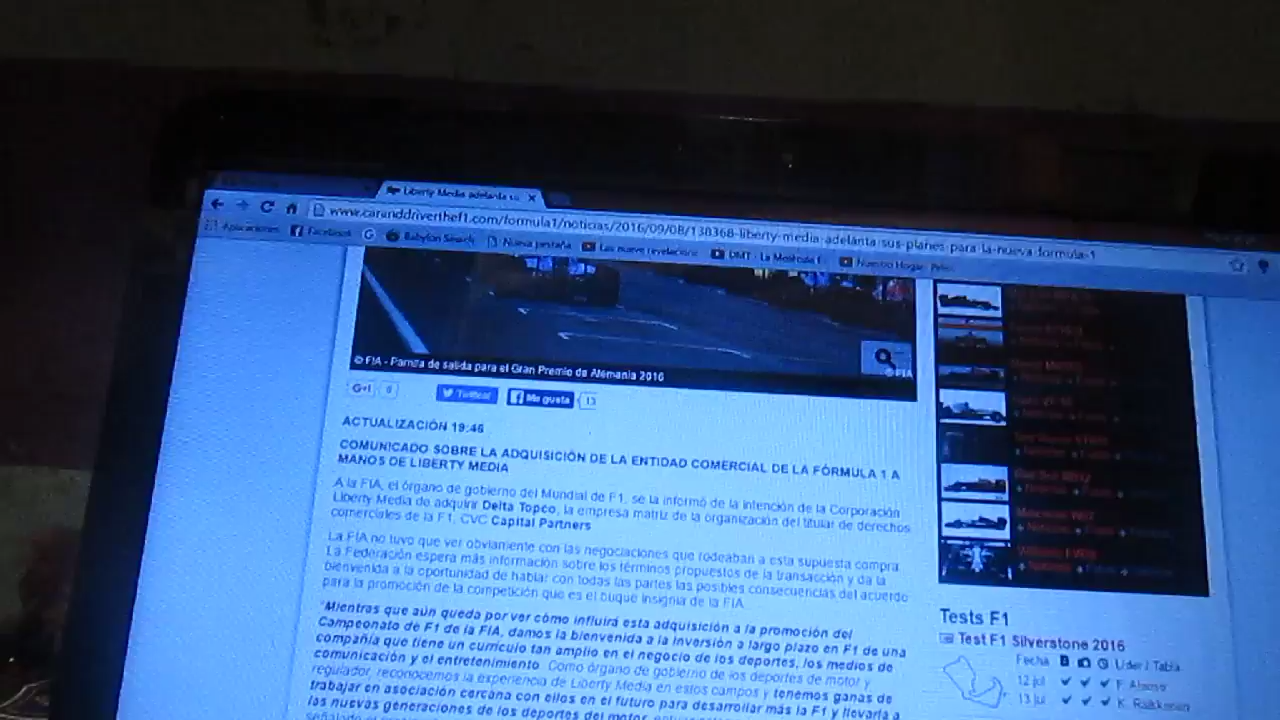 Liberty Media adelanta su
www.caranddriverthef1.com/formula1/noticias/2016/09/08/130368-liberty-media-adelanta-sus-planes-para-la-nueva-formula-1
Aplicaciones Facebook Babylon Search Nueva pestaña Las nueve revelacione DMT - La Molécula
© FIA - Parrilla de salida para el Gran Premio de Alemania 2016
© FIA
G+1 0 Twittear Me gusta 13
ACTUALIZACIÓN 19:46
COMUNICADO SOBRE LA ADQUISICIÓN DE LA ENTIDAD COMERCIAL DE LA FÓRMULA 1 A
MANOS DE LIBERTY MEDIA
A la FIA, el órgano de gobierno del Mundial de F1, se la informó de la intención de la Corporación
Liberty Media de adquirir Delta Topco, la empresa matriz de la organización del titular de derechos
comerciales de la F1, CVC Capital Partners
La FIA no tuvo que ver obviamente con las negociaciones que rodeaban a esta supuesta compra
La Federación espera más información sobre los términos propuestos de la transacción y da la
bienvenida a la oportunidad de hablar con todas las partes las posibles consecuencias del acuerdo
para la promoción de la competición que es el buque insignia de la FIA
"Mientras que aún queda por ver cómo influirá esta adquisición a la promoción del
Campeonato de F1 de la FIA, damos la bienvenida a la inversión a largo plazo en F1 de una
compañía que tiene un currículo tan amplio en el negocio de los deportes, los medios de
comunicación y el entretenimiento. Como órgano de gobierno de los deportes de motor y
regulador, reconocemos la experiencia de Liberty Media en estos campos y tenemos ganas de
trabajar en asociación cercana con ellos en el futuro para desarrollar más la F1 y llevarla a
las nuevas generaciones de los deportes del motor
Tests F1
Test F1 Silverstone 2016
Fecha Líder / Tabla
12 jul F. Alonso
13 jul K. Raikkonen